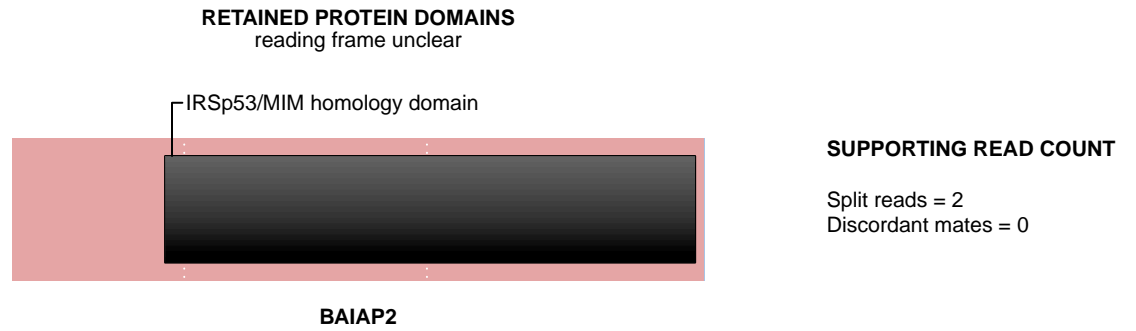 RETAINED PROTEIN DOMAINS
reading frame unclear
IRSp53/MIM homology domain
SUPPORTING READ COUNT
Split reads = 2
Discordant mates = 0
BAIAP2